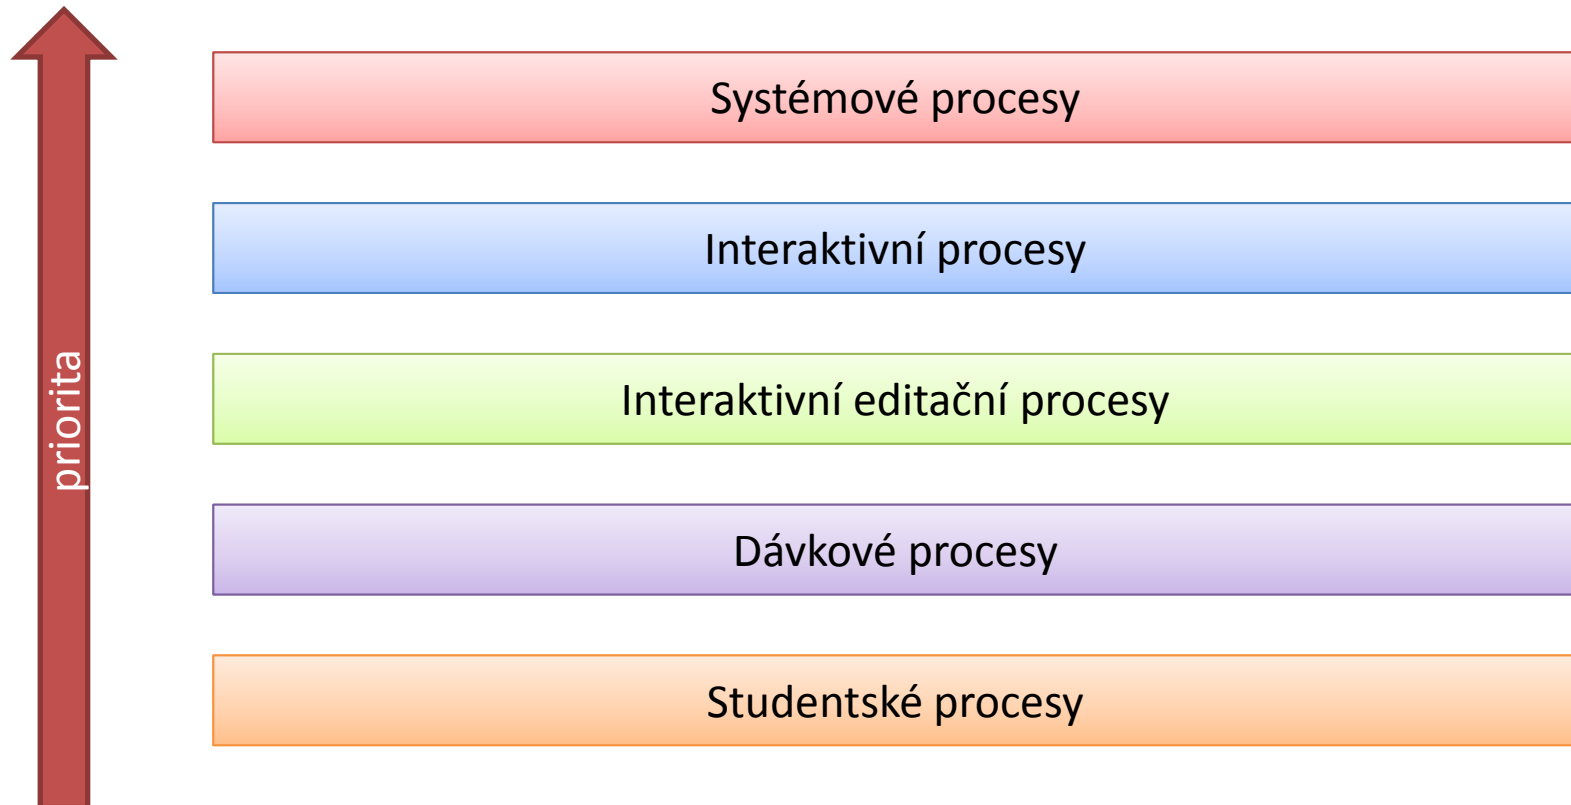 Systémové procesy
Interaktivní procesy
priorita
Interaktivní editační procesy
Dávkové procesy
Studentské procesy